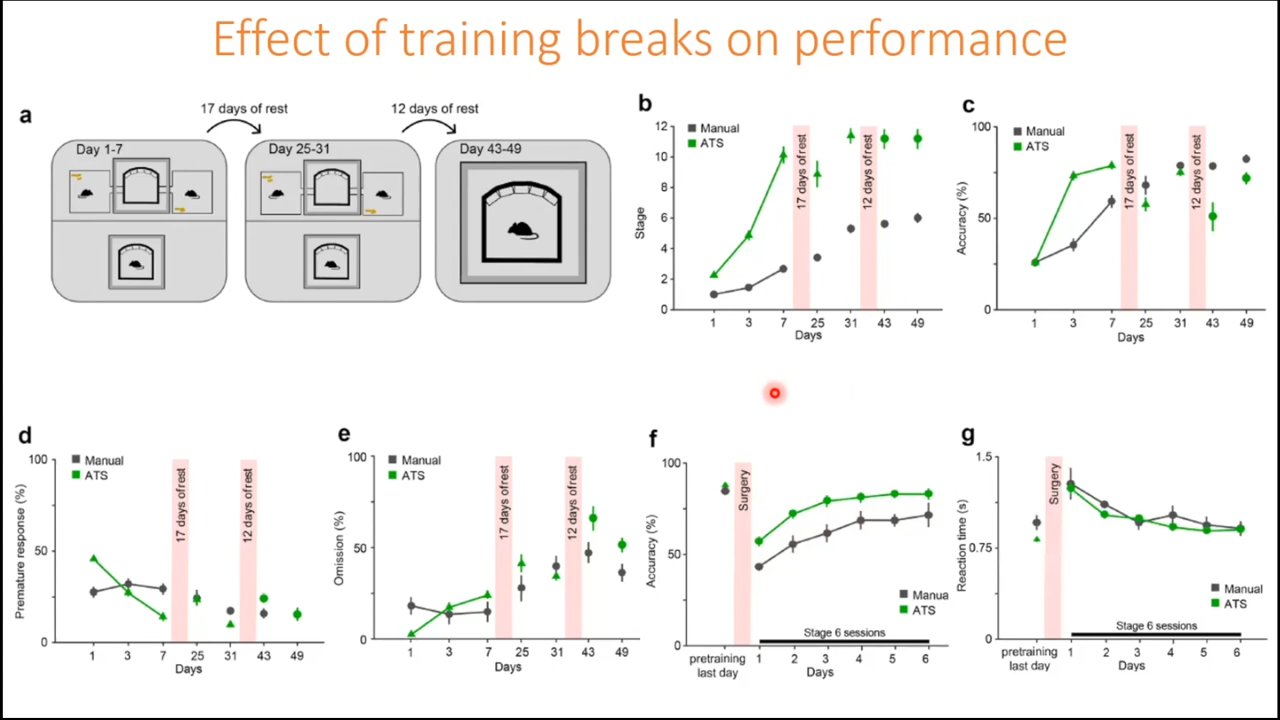 Effect of training breaks on performance
a
17 days of rest
12 days of rest
Day 1-7
Day 25-31
Day 43-49
b
Manual
ATS
17 days of rest
12 days of rest
Stage
12
10
8
6
4
2
0
1 3 7 25 31 43 49
Days
c
Manual
ATS
17 days of rest
12 days of rest
Accuracy (%)
100
50
0
1 3 7 25 31 43 49
Days
d
Manual
ATS
17 days of rest
12 days of rest
Premature response (%)
100
50
0
1 3 7 25 31 43 49
Days
e
Manual
ATS
17 days of rest
12 days of rest
Omission (%)
100
50
0
1 3 7 25 31 43 49
Days
f
Surgery
Accuracy (%)
100
50
0
Manua
ATS
Stage 6 sessions
pretraining
last day
1 2 3 4 5 6
Days
g
Surgery
Reaction time (s)
1.5
0.75
0
Manual
ATS
Stage 6 sessions
pretraining
last day
1 2 3 4 5 6
Days